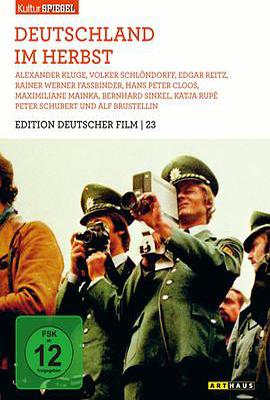 KulturSPIEGEL
DEUTSCHLAND
IM HERBST
ALEXANDER KLUGE, VOLKER SCHLÖNDORFF, EDGAR REITZ,
RAINER WERNER FASSBINDER, HANS PETER CLOOS,
MAXIMILIANE MAINKA, BERNHARD SINKEL, KATJA RUPÉ
PETER SCHUBERT UND ALF BRUSTELLIN
EDITION DEUTSCHER FILM | 23
FSK
ab
12
freigegeben
ARTHAUS